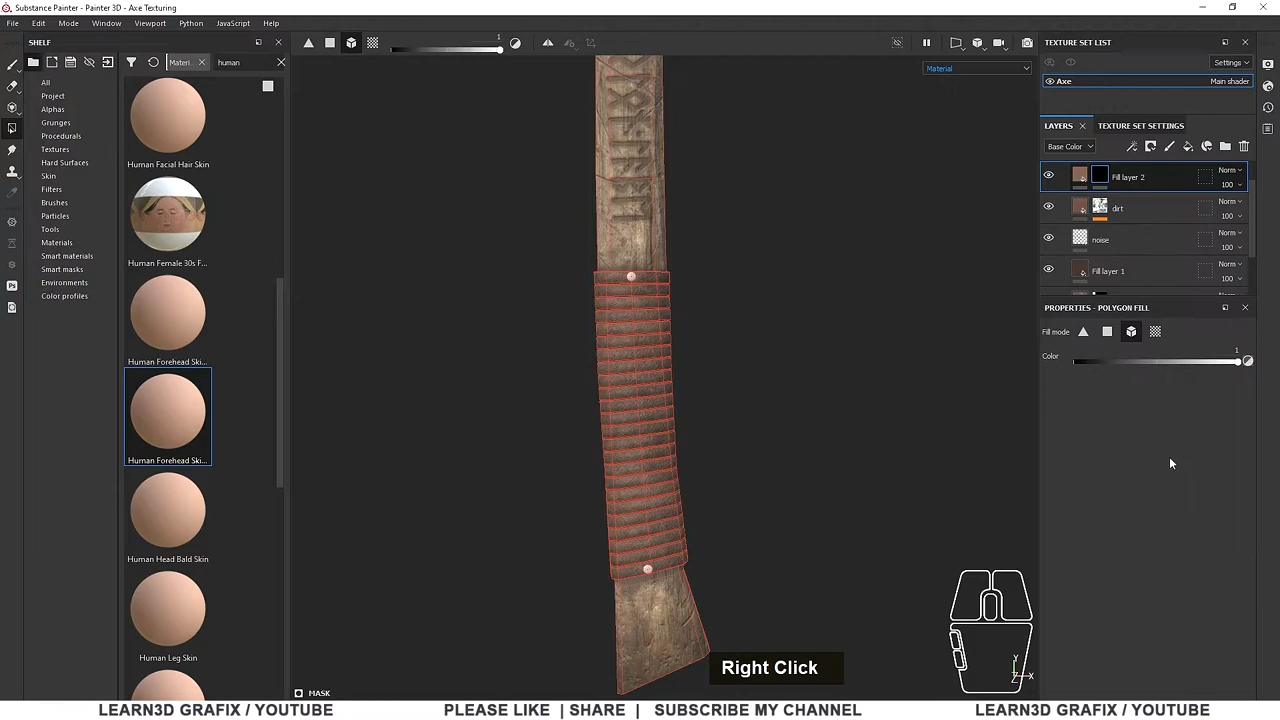 Substance Painter - Painter 3D - Axe Texturing
File Edit Mode Window Viewport Python JavaScript Help
SHELF
Materi... human
All
Project
Alphas
Grunges
Procedurals
Textures
Hard Surfaces
Skin
Filters
Brushes
Particles
Tools
Materials
Smart materials
Smart masks
Environments
Color profiles
Human Facial Hair Skin
Human Female 30s F...
Human Forehead Ski...
Human Forehead Ski...
Human Head Bald Skin
Human Leg Skin
1
Material
MASK
Right Click
Y
X
Z
TEXTURE SET LIST
Settings
Axe Main shader
LAYERS TEXTURE SET SETTINGS
Base Color
Fill layer 2 Norm 100
dirt Norm 100
noise Norm 100
Fill layer 1 Norm 100
PROPERTIES - POLYGON FILL
Fill mode
Color 1
Ps
LEARN3D GRAFIX / YOUTUBE PLEASE LIKE | SHARE | SUBSCRIBE MY CHANNEL LEARN3D GRAFIX / YOUTUBE